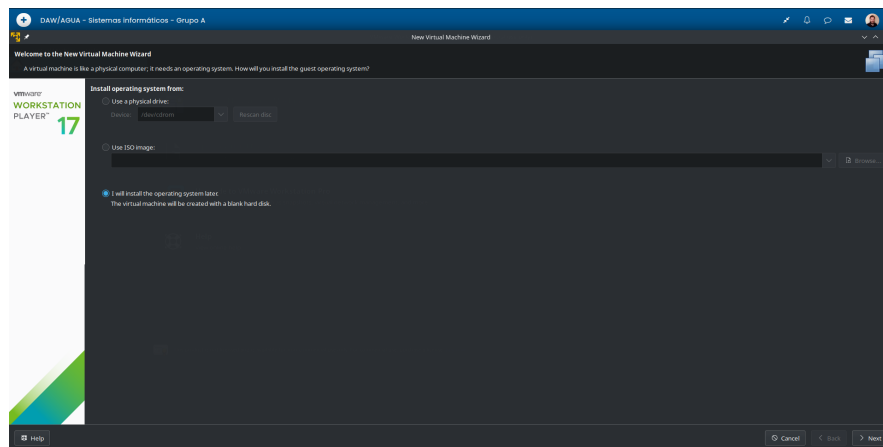 DAW/AGUA - Sistemas informáticos - Grupo A
New Virtual Machine Wizard
Welcome to the New Virtual Machine Wizard
A virtual machine is like a physical computer; it needs an operating system. How will you install the guest operating system?
vmware
WORKSTATION
PLAYER™
17
Install operating system from:
Use a physical drive:
Device: /dev/cdrom Rescan disc
Use ISO image:
Browse...
I will install the operating system later.
The virtual machine will be created with a blank hard disk.
Help Cancel Back Next